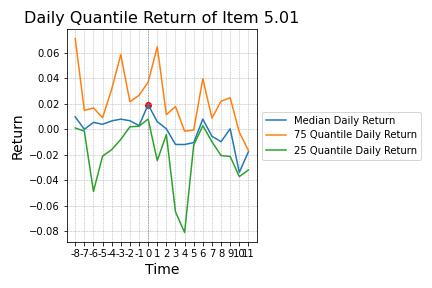 Daily Quantile Return of Item 5.01
Return
0.06
0.04
0.02
0.00
−0.02
−0.04
−0.06
−0.08
-8 -7 -6 -5 -4 -3 -2 -1 0 1 2 3 4 5 6 7 8 9 10 11
Time
Median Daily Return
75 Quantile Daily Return
25 Quantile Daily Return